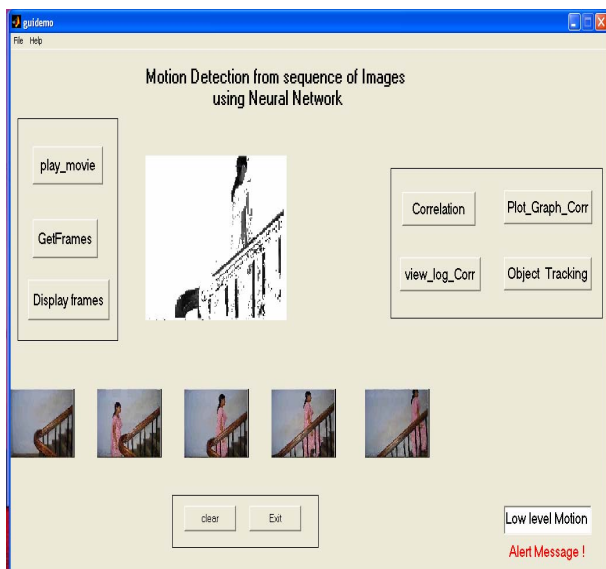 guidemo
File Help
Motion Detection from sequence of Images
using Neural Network
play_movie
GetFrames
Display frames
Correlation
Plot_Graph_Corr
view_log_Corr
Object Tracking
clear
Exit
Low level Motion
Alert Message !